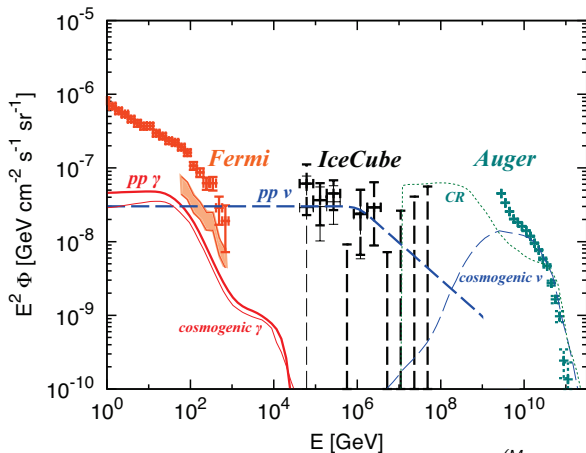 10^-5
10^-6
10^-7
10^-8
10^-9
10^-10
E^2 Φ [GeV cm^-2 s^-1 sr^-1]
Fermi
IceCube
Auger
pp γ
pp ν
CR
cosmogenic ν
cosmogenic γ
10^0 10^2 10^4 10^6 10^8 10^10
E [GeV]